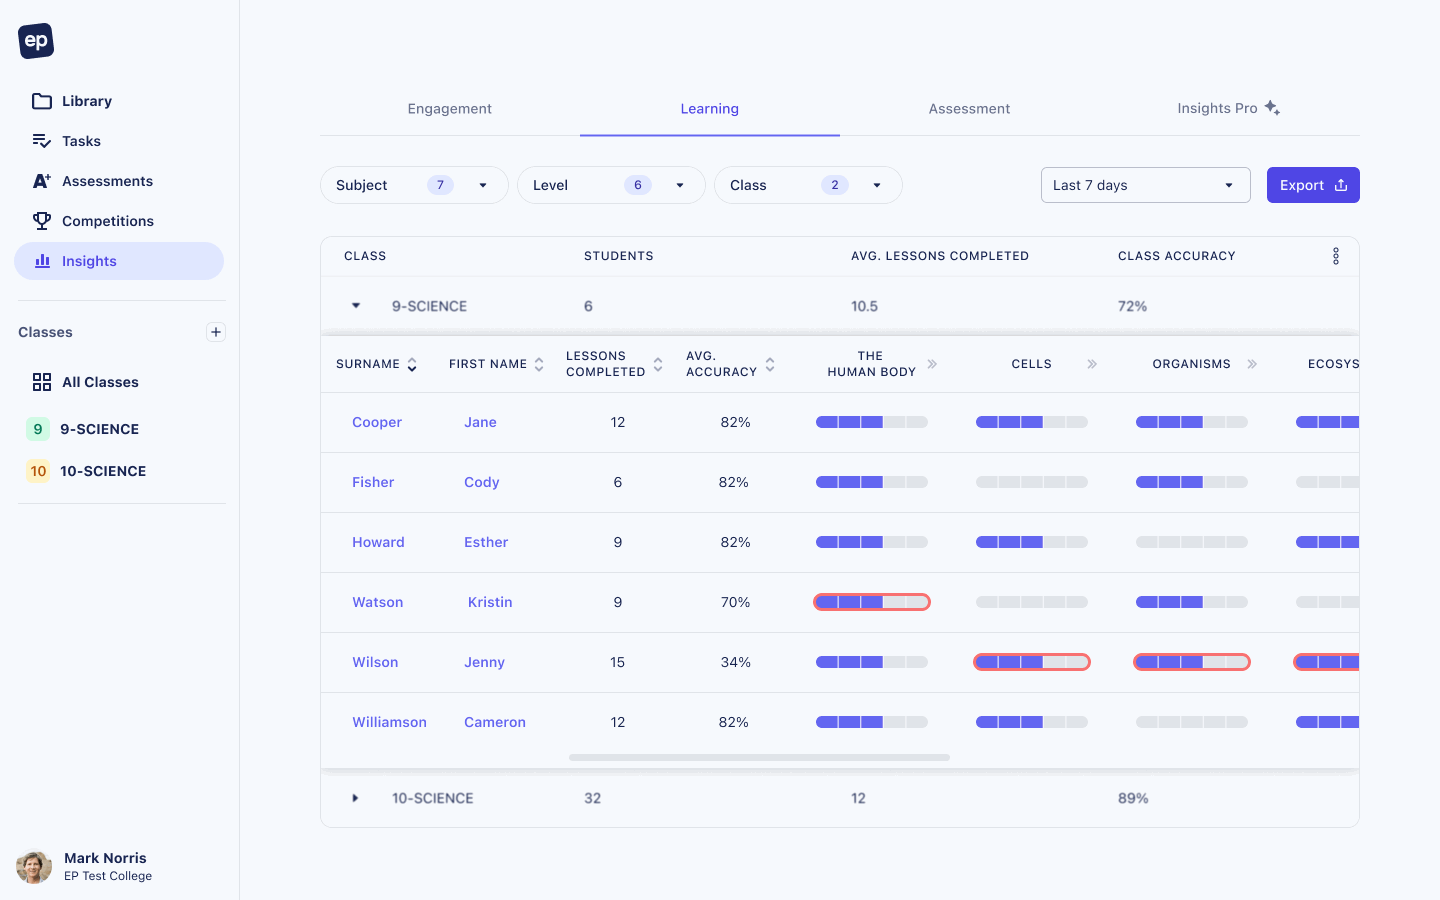 ep
Library
Tasks
Assessments
Competitions
Insights
Classes
All Classes
9 9-SCIENCE
10 10-SCIENCE
Mark Norris
EP Test College
Engagement Learning Assessment Insights Pro
Subject 7 Level 6 Class 2 Last 7 days Export
CLASS STUDENTS AVG. LESSONS COMPLETED CLASS ACCURACY
9-SCIENCE 6 10.5 72%
SURNAME FIRST NAME LESSONS COMPLETED AVG. ACCURACY THE HUMAN BODY CELLS ORGANISMS ECOSYS
Cooper Jane 12 82%
Fisher Cody 6 82%
Howard Esther 9 82%
Watson Kristin 9 70%
Wilson Jenny 15 34%
Williamson Cameron 12 82%
10-SCIENCE 32 12 89%